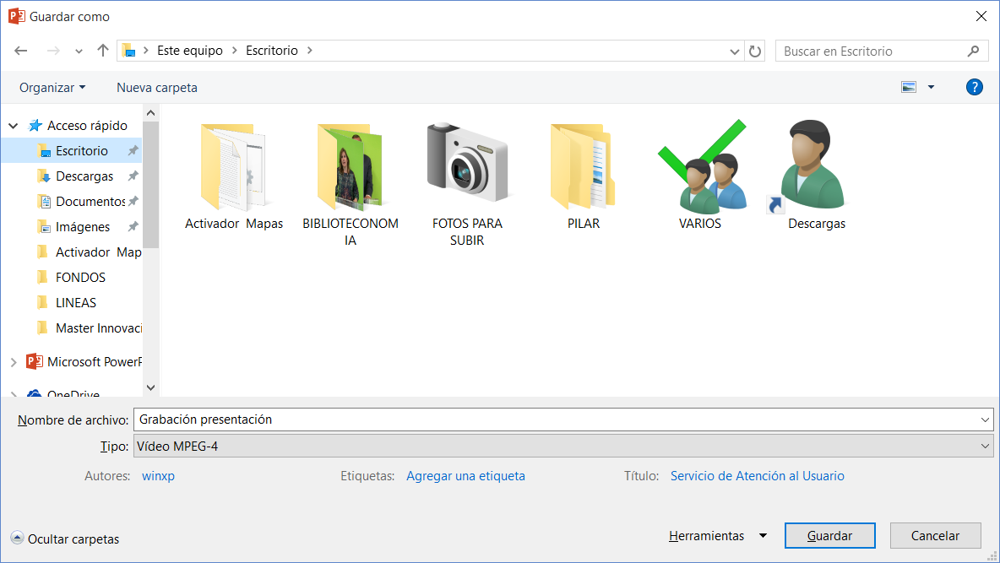 Guardar como
Este equipo Escritorio
Buscar en Escritorio
Organizar
Nueva carpeta
Acceso rápido
Escritorio
Descargas
Documentos
Imágenes
Activador Map
FONDOS
LINEAS
Master Innovaci
Microsoft PowerP
OneDrive
Activador Mapas
BIBLIOTECONOM
IA
FOTOS PARA
SUBIR
PILAR
VARIOS
Descargas
Nombre de archivo: Grabación presentación
Tipo: Vídeo MPEG-4
Autores: winxp
Etiquetas: Agregar una etiqueta
Título: Servicio de Atención al Usuario
Ocultar carpetas
Herramientas
Guardar
Cancelar